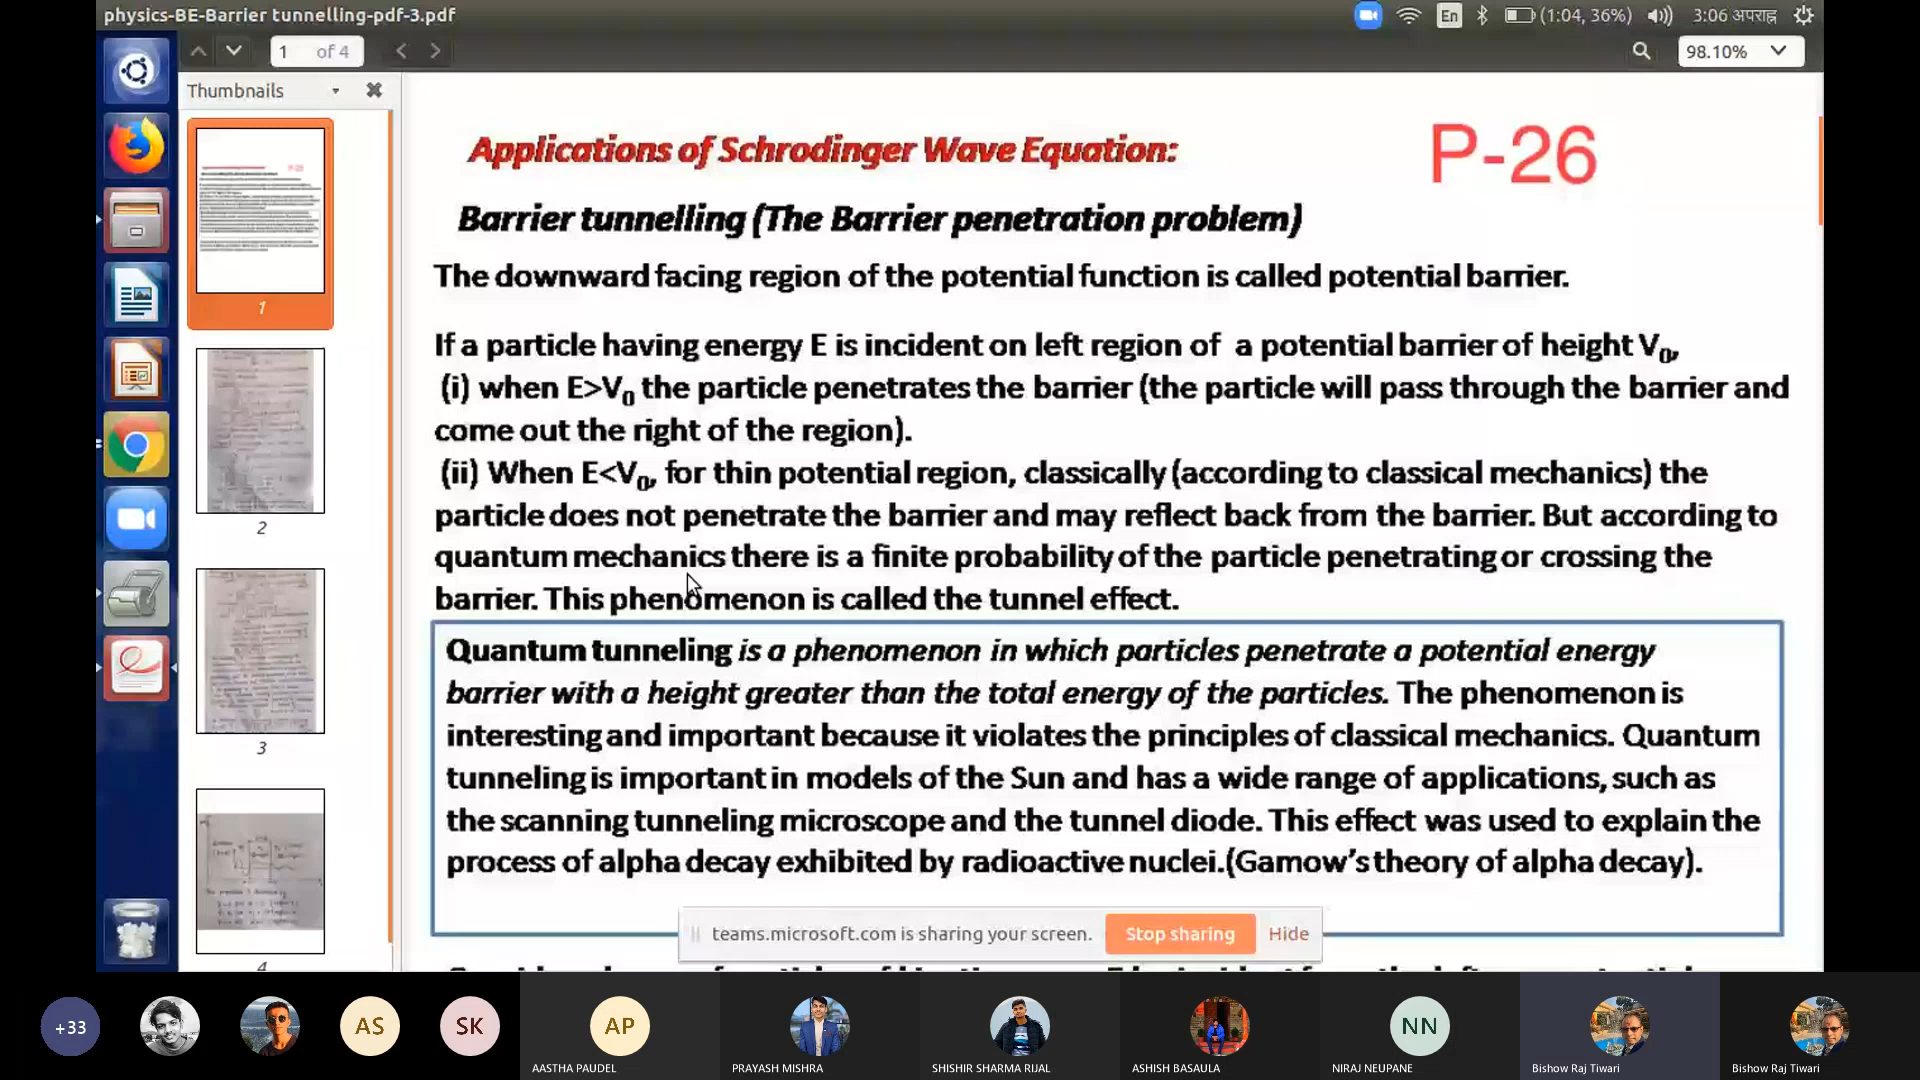 physics-BE-Barrier tunnelling-pdf-3.pdf
En
(1:04, 36%)
3:06 अपराह्न
1 of 4
98.10%
Thumbnails
1
2
3
4
Applications of Schrodinger Wave Equation:
P-26
Barrier tunnelling (The Barrier penetration problem)
The downward facing region of the potential function is called potential barrier.
If a particle having energy E is incident on left region of a potential barrier of height V₀,
(i) when E>V₀ the particle penetrates the barrier (the particle will pass through the barrier and
come out the right of the region).
(ii) When E<V₀, for thin potential region, classically (according to classical mechanics) the
particle does not penetrate the barrier and may reflect back from the barrier. But according to
quantum mechanics there is a finite probability of the particle penetrating or crossing the
barrier. This phenomenon is called the tunnel effect.
Quantum tunneling is a phenomenon in which particles penetrate a potential energy
barrier with a height greater than the total energy of the particles. The phenomenon is
interesting and important because it violates the principles of classical mechanics. Quantum
tunneling is important in models of the Sun and has a wide range of applications, such as
the scanning tunneling microscope and the tunnel diode. This effect was used to explain the
process of alpha decay exhibited by radioactive nuclei.(Gamow's theory of alpha decay).
teams.microsoft.com is sharing your screen.
Stop sharing
Hide
+33
AS
SK
AP
NN
AASTHA PAUDEL
PRAYASH MISHRA
SHISHIR SHARMA RIJAL
ASHISH BASAULA
NIRAJ NEUPANE
Bishow Raj Tiwari
Bishow Raj Tiwari